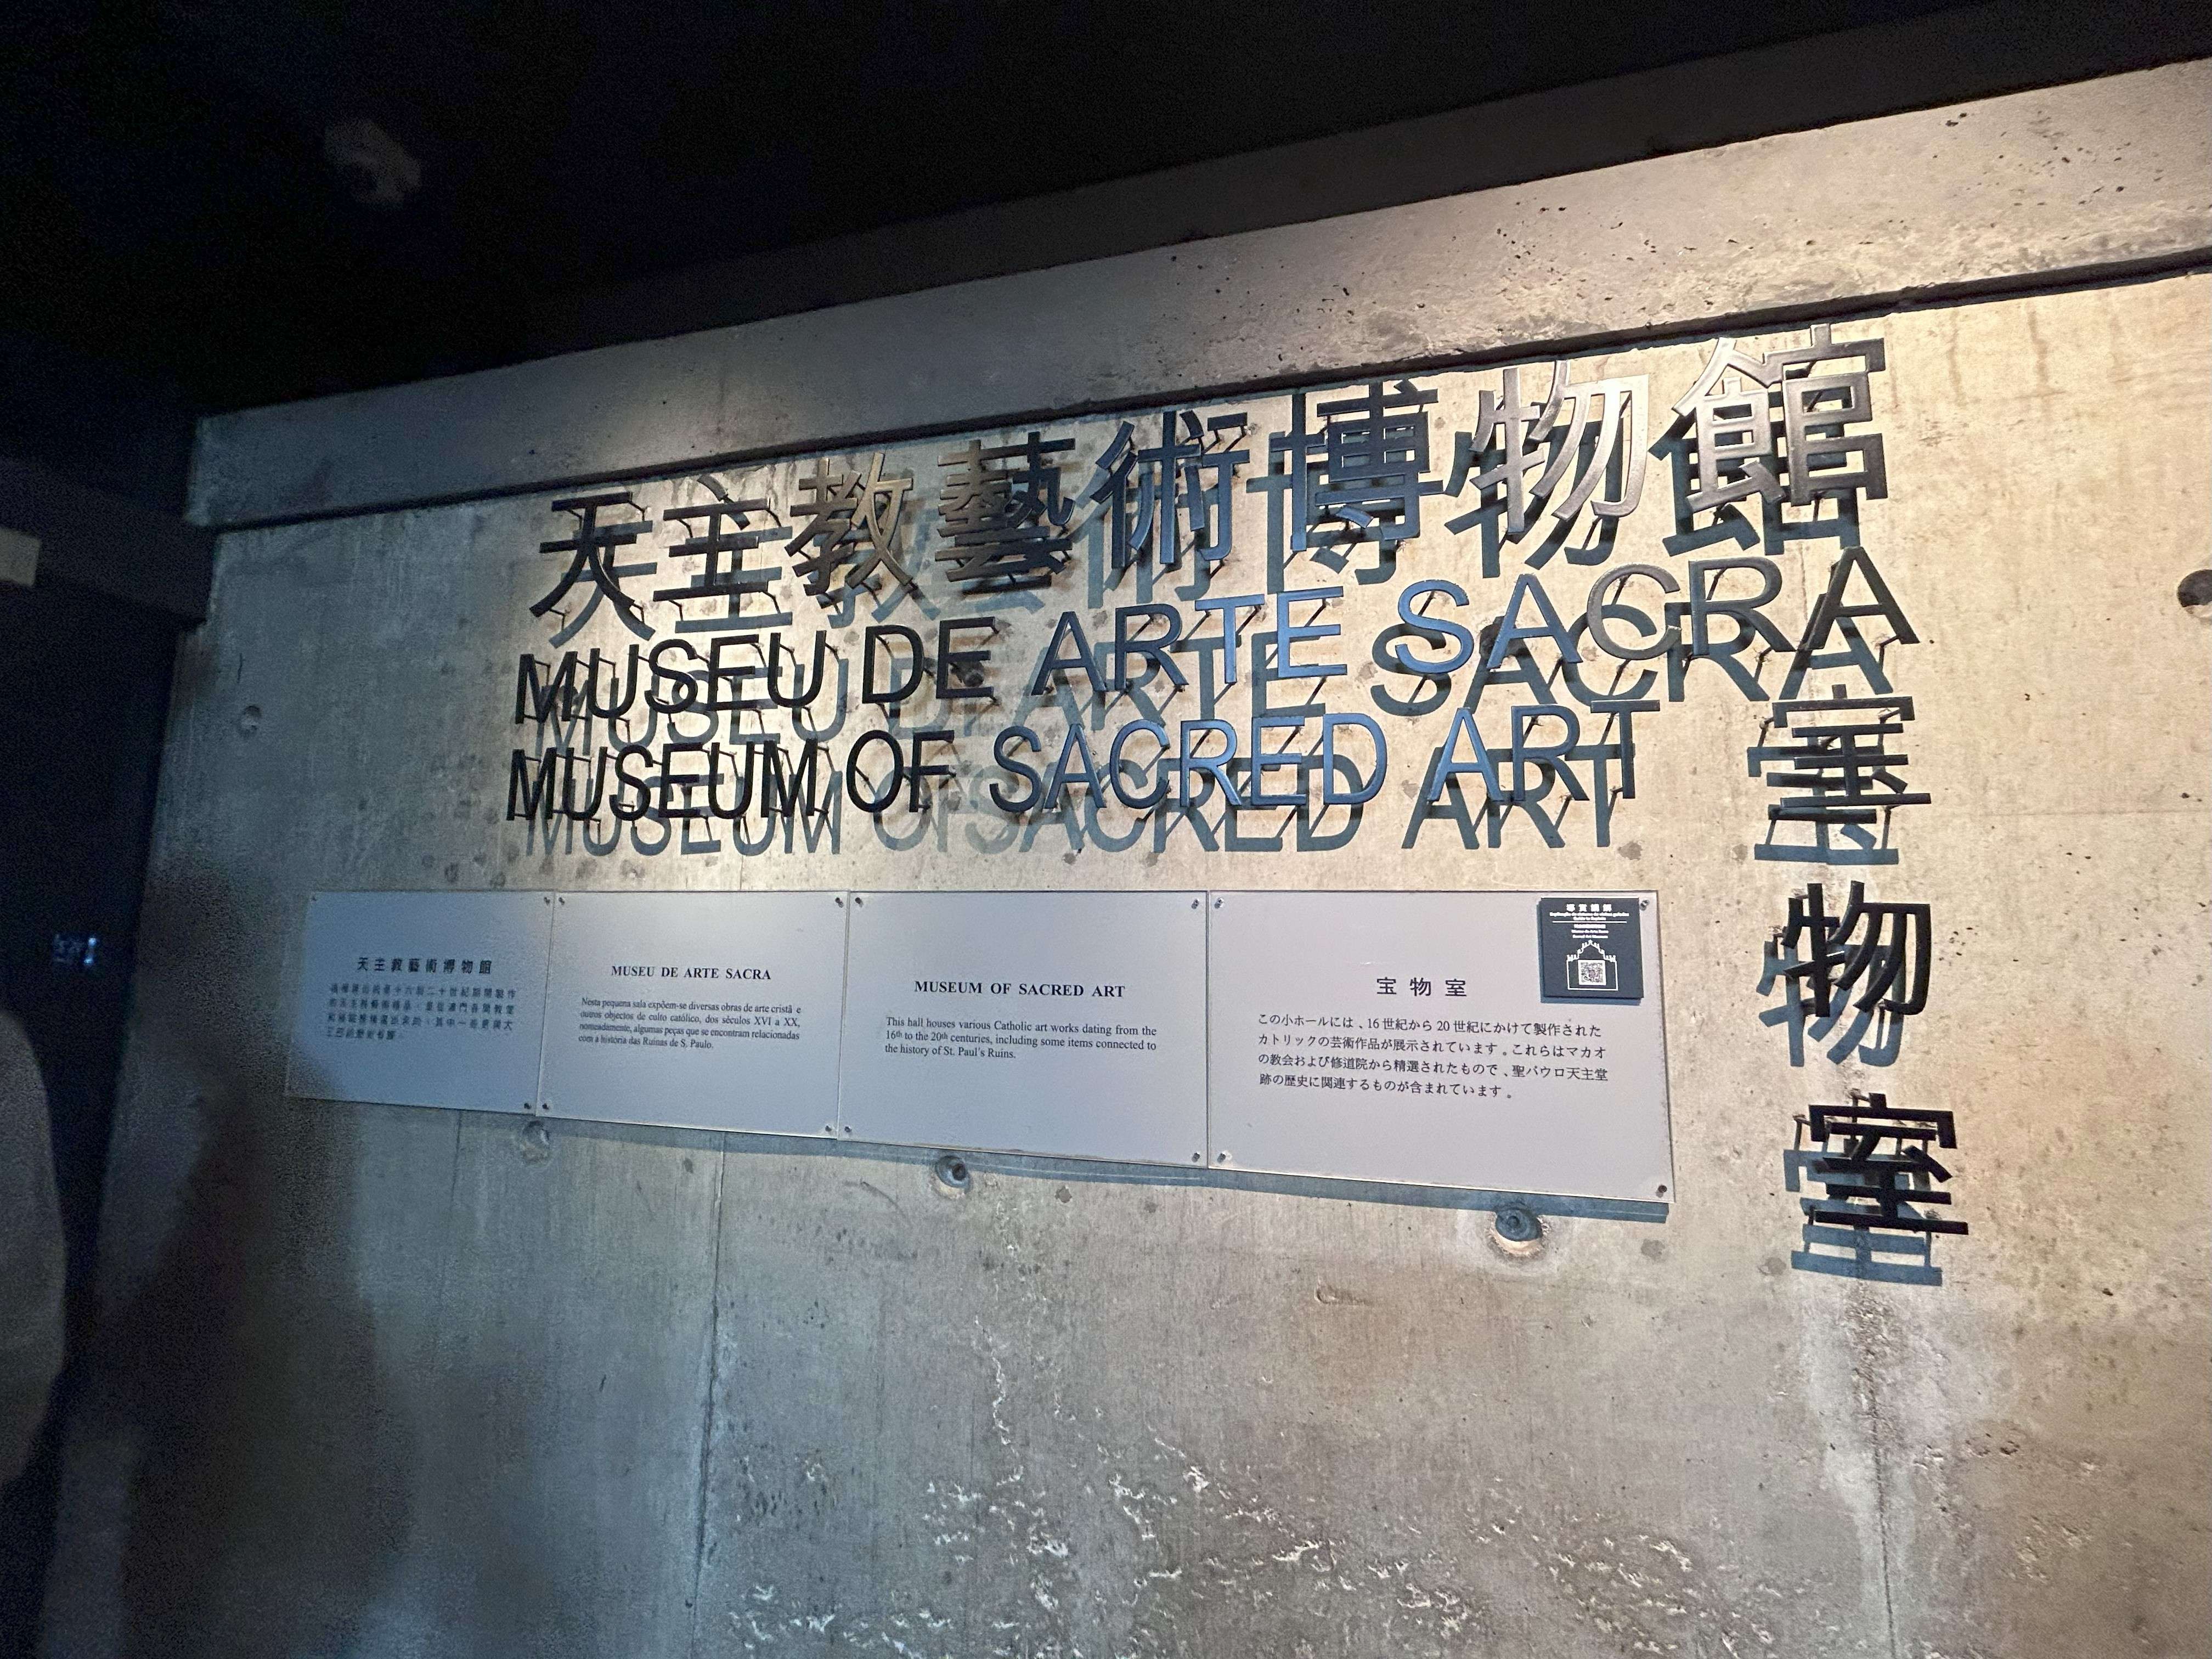 天主教藝術博物館
MUSEU DE ARTE SACRA
MUSEUM OF SACRED ART
宝物室
天主教藝術博物館
MUSEU DE ARTE SACRA
Nesta pequena sala expõem-se diversas obras de arte cristã e
outros objectos de culto católico, dos séculos XVI a XX,
nomeadamente, algumas peças que se encontram relacionadas
com a história das Ruínas de S. Paulo.
MUSEUM OF SACRED ART
This hall houses various Catholic art works dating from the
16th to the 20th centuries, including some items connected to
the history of St. Paul's Ruins.
宝物室
この小ホールには、16世紀から20世紀にかけて製作された
カトリックの芸術作品が展示されています。これらはマカオ
の教会および修道院から精選されたもので、聖パウロ天主堂
跡の歴史に関連するものが含まれています。